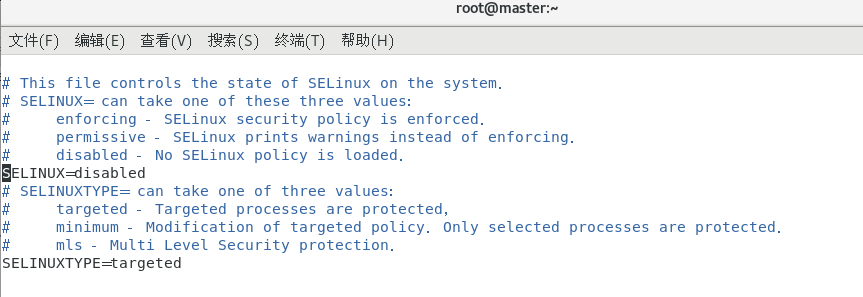 root@master:~
文件(F) 编辑(E) 查看(V) 搜索(S) 终端(T) 帮助(H)
# This file controls the state of SELinux on the system.
# SELINUX= can take one of these three values:
#     enforcing - SELinux security policy is enforced.
#     permissive - SELinux prints warnings instead of enforcing.
#     disabled - No SELinux policy is loaded.
SELINUX=disabled
# SELINUXTYPE= can take one of three values:
#     targeted - Targeted processes are protected,
#     minimum - Modification of targeted policy. Only selected processes are protected.
#     mls - Multi Level Security protection.
SELINUXTYPE=targeted